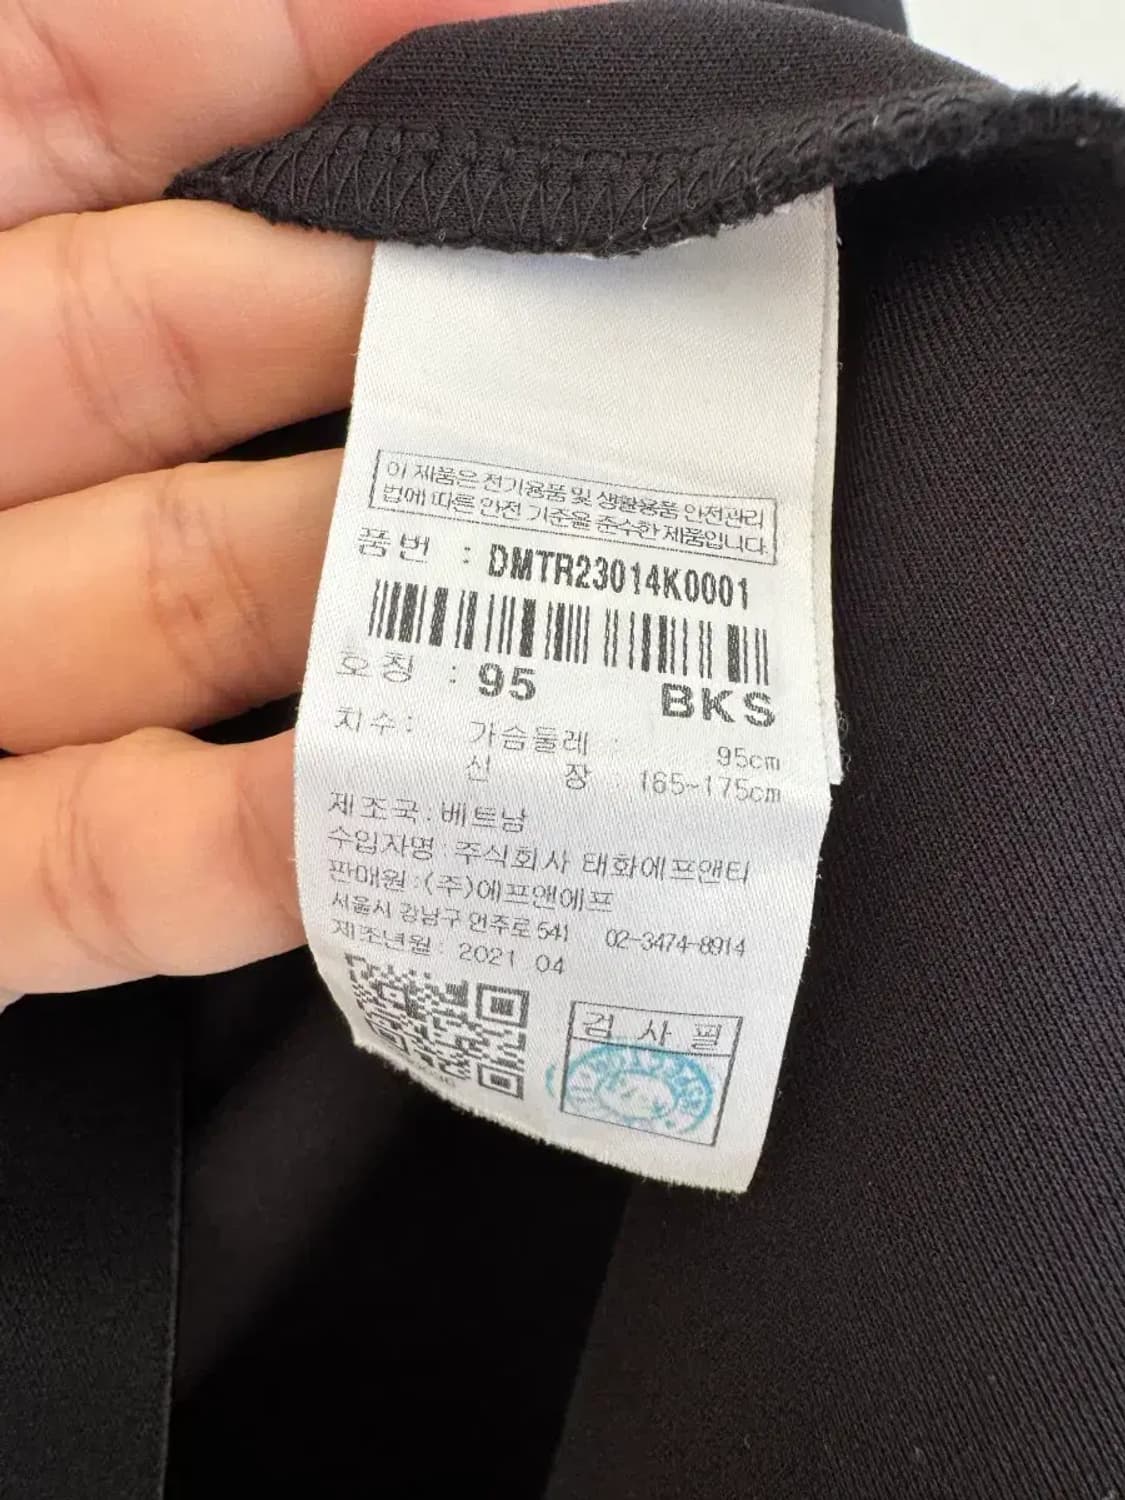 이 제품은 전기용품 및 생활용품 안전관리
법에 따른 안전 기준을 준수한 제품입니다.
품번 : DMTR23014K0001
호칭 : 95 BKS
치수 : 가슴둘레 : 95cm
신 장 : 165~175cm
제조국 : 베트남
수입자명 : 주식회사 태화에프앤티
판매원 : (주)에프앤에프
서울시 강남구 언주로 541 02-3474-8914
제조년월 : 2021 04
검 사 필